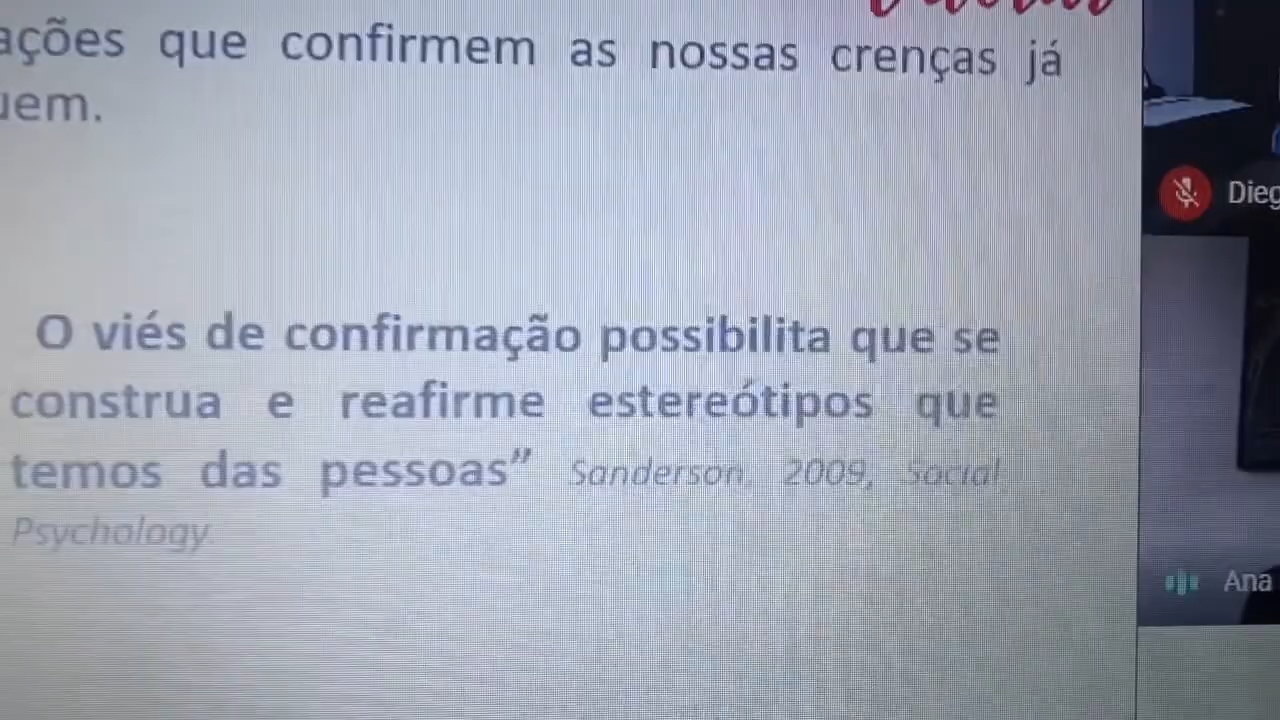 ações que confirmem as nossas crenças já
uem.
O viés de confirmação possibilita que se
construa e reafirme estereótipos que
temos das pessoas” Sanderson, 2009, Social
Psychology.
Dieg
Ana